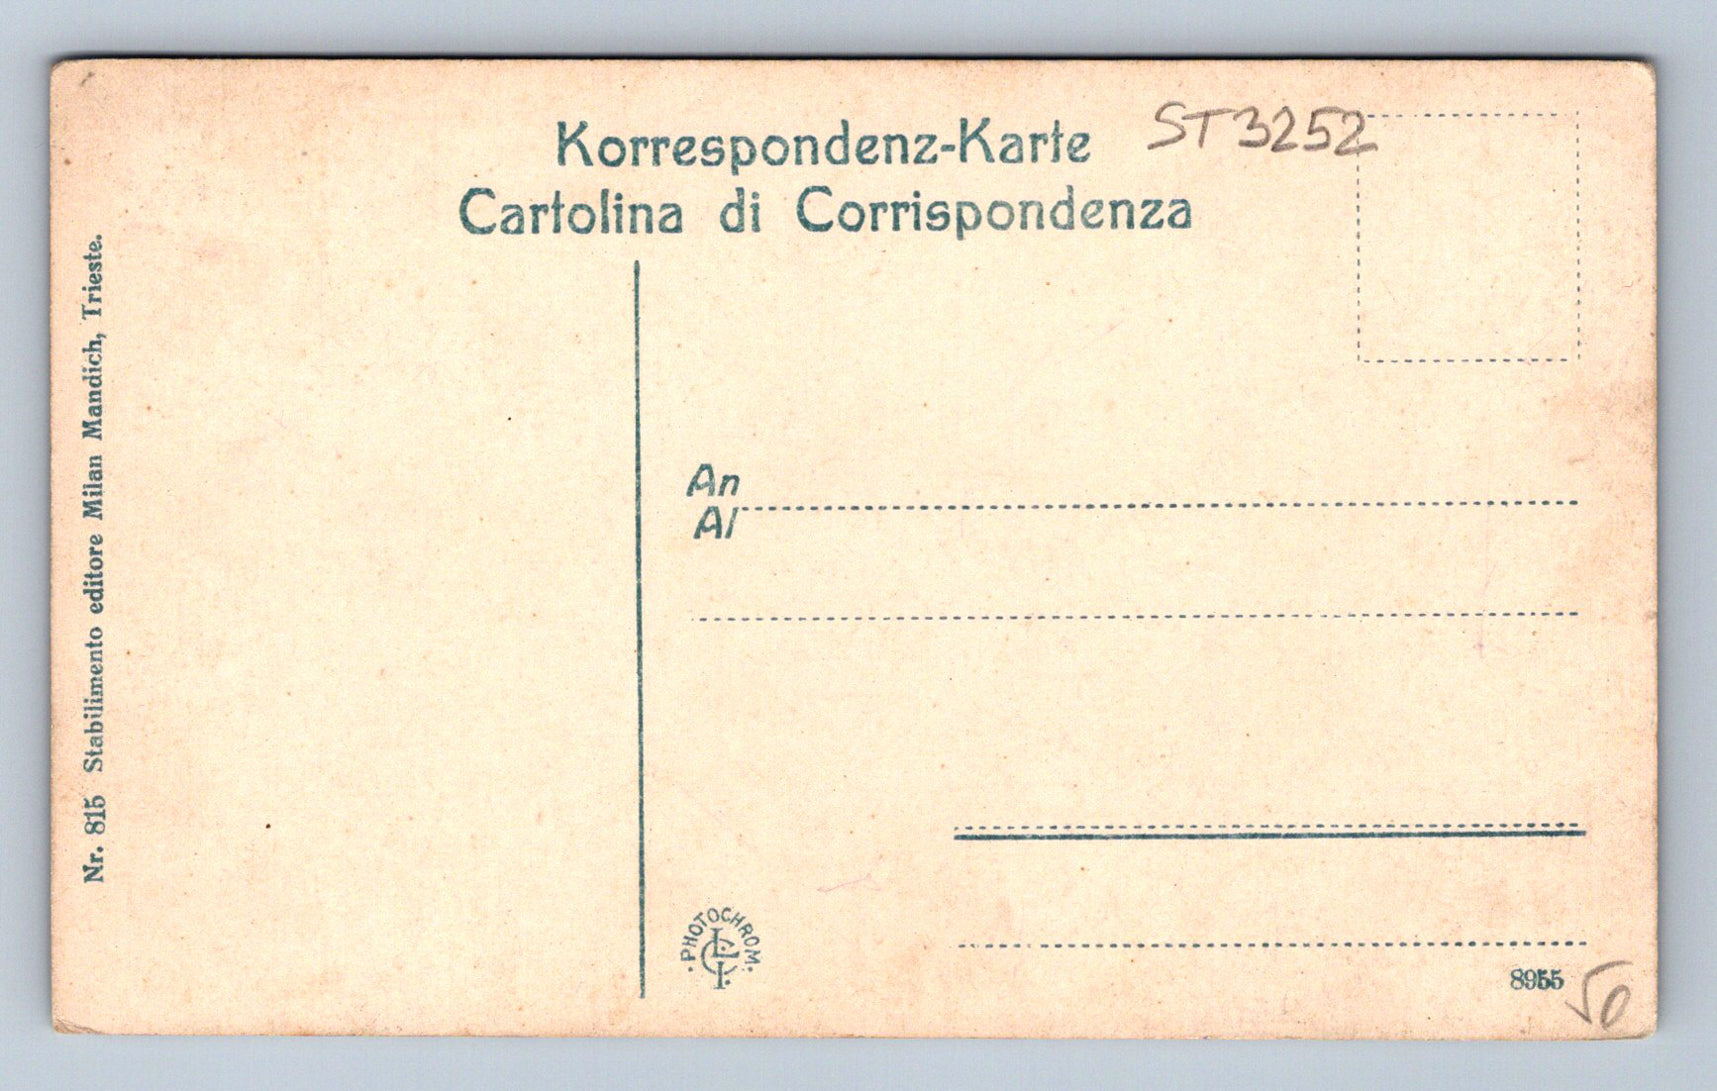 Korrespondenz-Karte
ST3252
Cartolina di Corrispondenza
Nr. 815 Stabilimento editore Milan Mandich, Trieste.
An
Al
·PHOTOCHROM·
8955
50